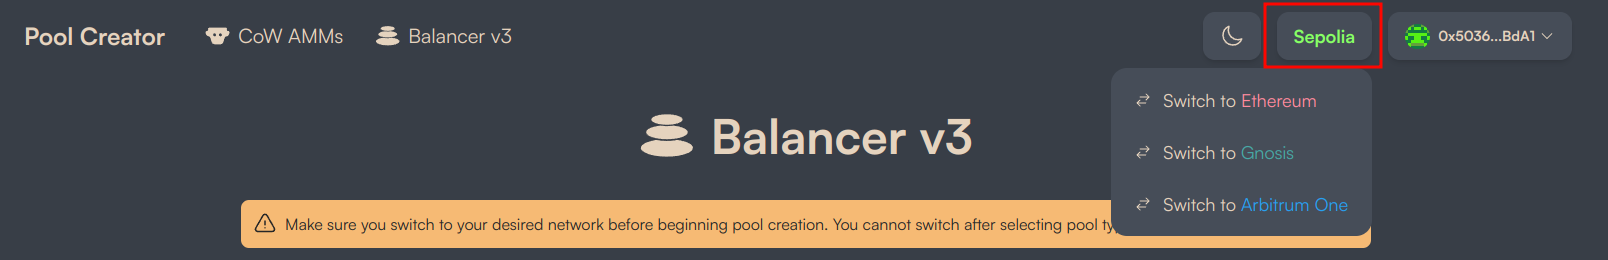 Pool Creator
CoW AMMs
Balancer v3
Sepolia
0x5036...BdA1
Switch to Ethereum
Switch to Gnosis
Switch to Arbitrum One
Balancer v3
Make sure you switch to your desired network before beginning pool creation. You cannot switch after selecting pool